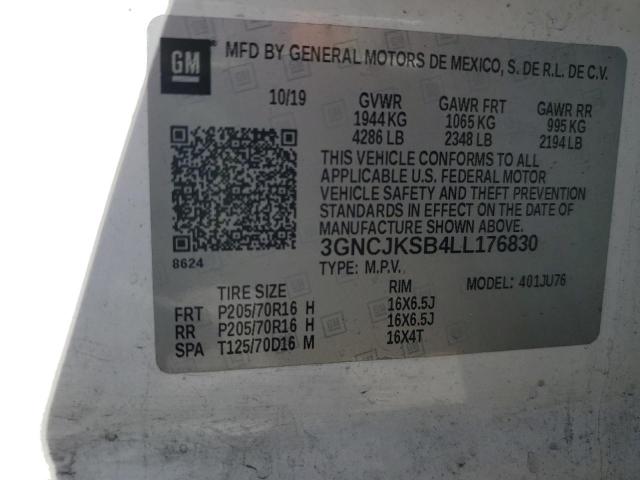 GM MFD BY GENERAL MOTORS DE MEXICO, S. DE R.L. DE C.V.
10/19 GVWR GAWR FRT GAWR RR
1944 KG 1065 KG 995 KG
4286 LB 2348 LB 2194 LB
THIS VEHICLE CONFORMS TO ALL
APPLICABLE U.S. FEDERAL MOTOR
VEHICLE SAFETY AND THEFT PREVENTION
STANDARDS IN EFFECT ON THE DATE OF
MANUFACTURE SHOWN ABOVE.
3GNCJKSB4LL176830
8624 TYPE: M.P.V. MODEL: 401JU76
TIRE SIZE RIM
FRT P205/70R16 H 16X6.5J
RR P205/70R16 H 16X6.5J
SPA T125/70D16 M 16X4T